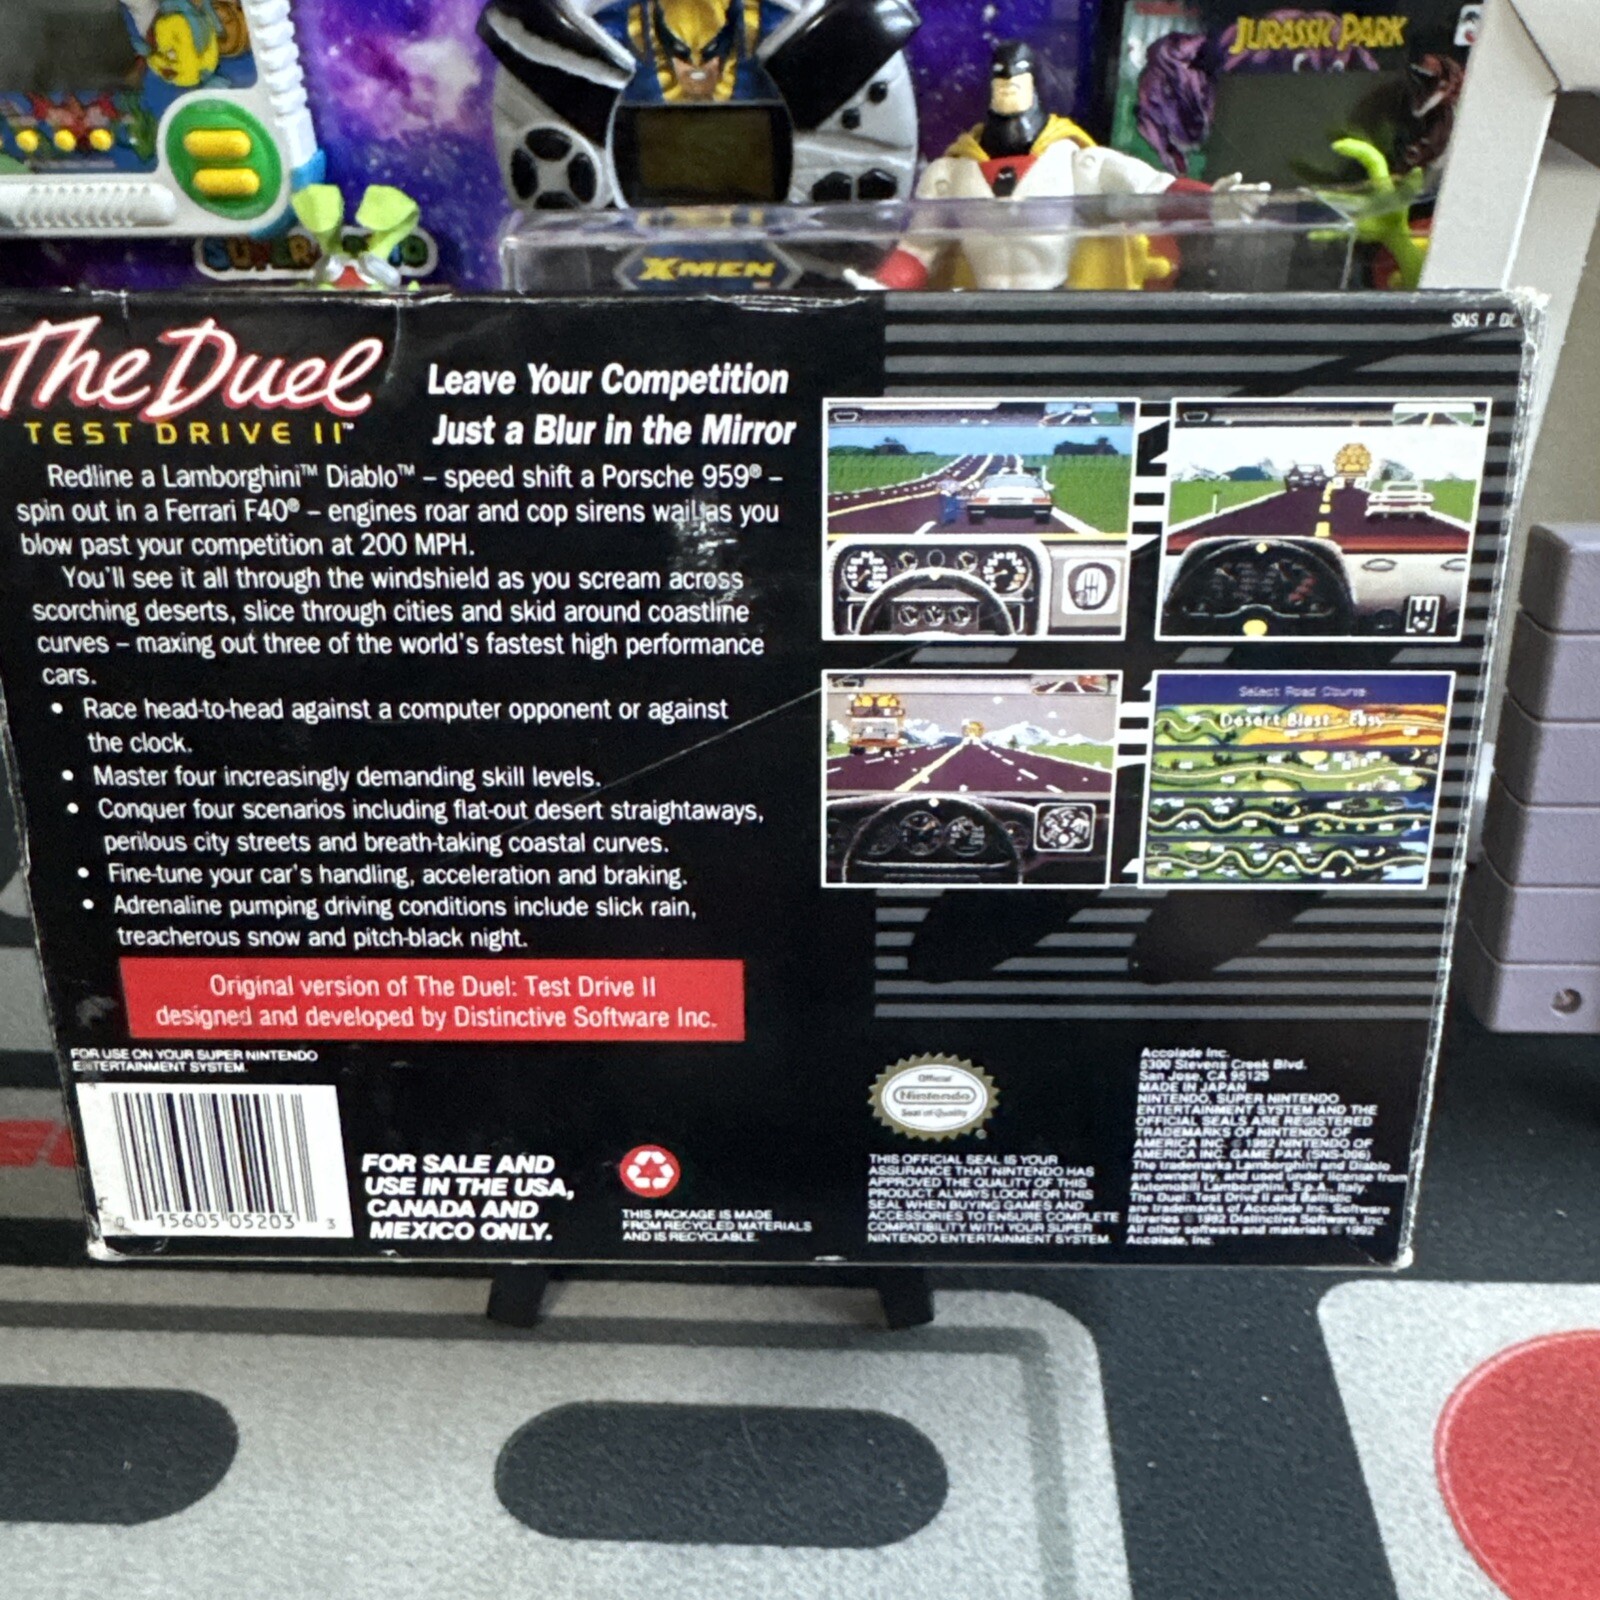 JURASSIC PARK
X-MEN
SUPER
SNS P
The Duel
TEST DRIVE II™
Leave Your Competition
Just a Blur in the Mirror
Redline a Lamborghini™ Diablo™ – speed shift a Porsche 959® –
spin out in a Ferrari F40® – engines roar and cop sirens wail as you
blow past your competition at 200 MPH.
You'll see it all through the windshield as you scream across
scorching deserts, slice through cities and skid around coastline
curves – maxing out three of the world's fastest high performance
cars.
• Race head-to-head against a computer opponent or against
the clock.
• Master four increasingly demanding skill levels.
• Conquer four scenarios including flat-out desert straightaways,
perilous city streets and breath-taking coastal curves.
• Fine-tune your car's handling, acceleration and braking.
• Adrenaline pumping driving conditions include slick rain,
treacherous snow and pitch-black night.
Original version of The Duel: Test Drive II
designed and developed by Distinctive Software Inc.
Select Road Course
Desert Blast - Easy
FOR USE ON YOUR SUPER NINTENDO
ENTERTAINMENT SYSTEM.
0 15605 05203 3
FOR SALE AND
USE IN THE USA,
CANADA AND
MEXICO ONLY.
THIS PACKAGE IS MADE
FROM RECYCLED MATERIALS
AND IS RECYCLABLE.
Official
Nintendo
Seal of Quality
THIS OFFICIAL SEAL IS YOUR
ASSURANCE THAT NINTENDO HAS
APPROVED THE QUALITY OF THIS
PRODUCT. ALWAYS LOOK FOR THIS
SEAL WHEN BUYING GAMES AND
ACCESSORIES TO ENSURE COMPLETE
COMPATIBILITY WITH YOUR SUPER
NINTENDO ENTERTAINMENT SYSTEM.
Accolade Inc.
5300 Stevens Creek Blvd.
San Jose, CA 95129
MADE IN JAPAN
NINTENDO, SUPER NINTENDO
ENTERTAINMENT SYSTEM AND THE
OFFICIAL SEALS ARE REGISTERED
TRADEMARKS OF NINTENDO OF
AMERICA INC. © 1992 NINTENDO OF
AMERICA INC. GAME PAK (SNS-006)
The trademarks Lamborghini and Diablo
are owned by, and used under license from
Automobili Lamborghini, S.p.A., Italy.
The Duel: Test Drive II and Ballistic
are trademarks of Accolade Inc. Software
libraries © 1992 Distinctive Software, Inc.
All other software and materials © 1992
Accolade, Inc.